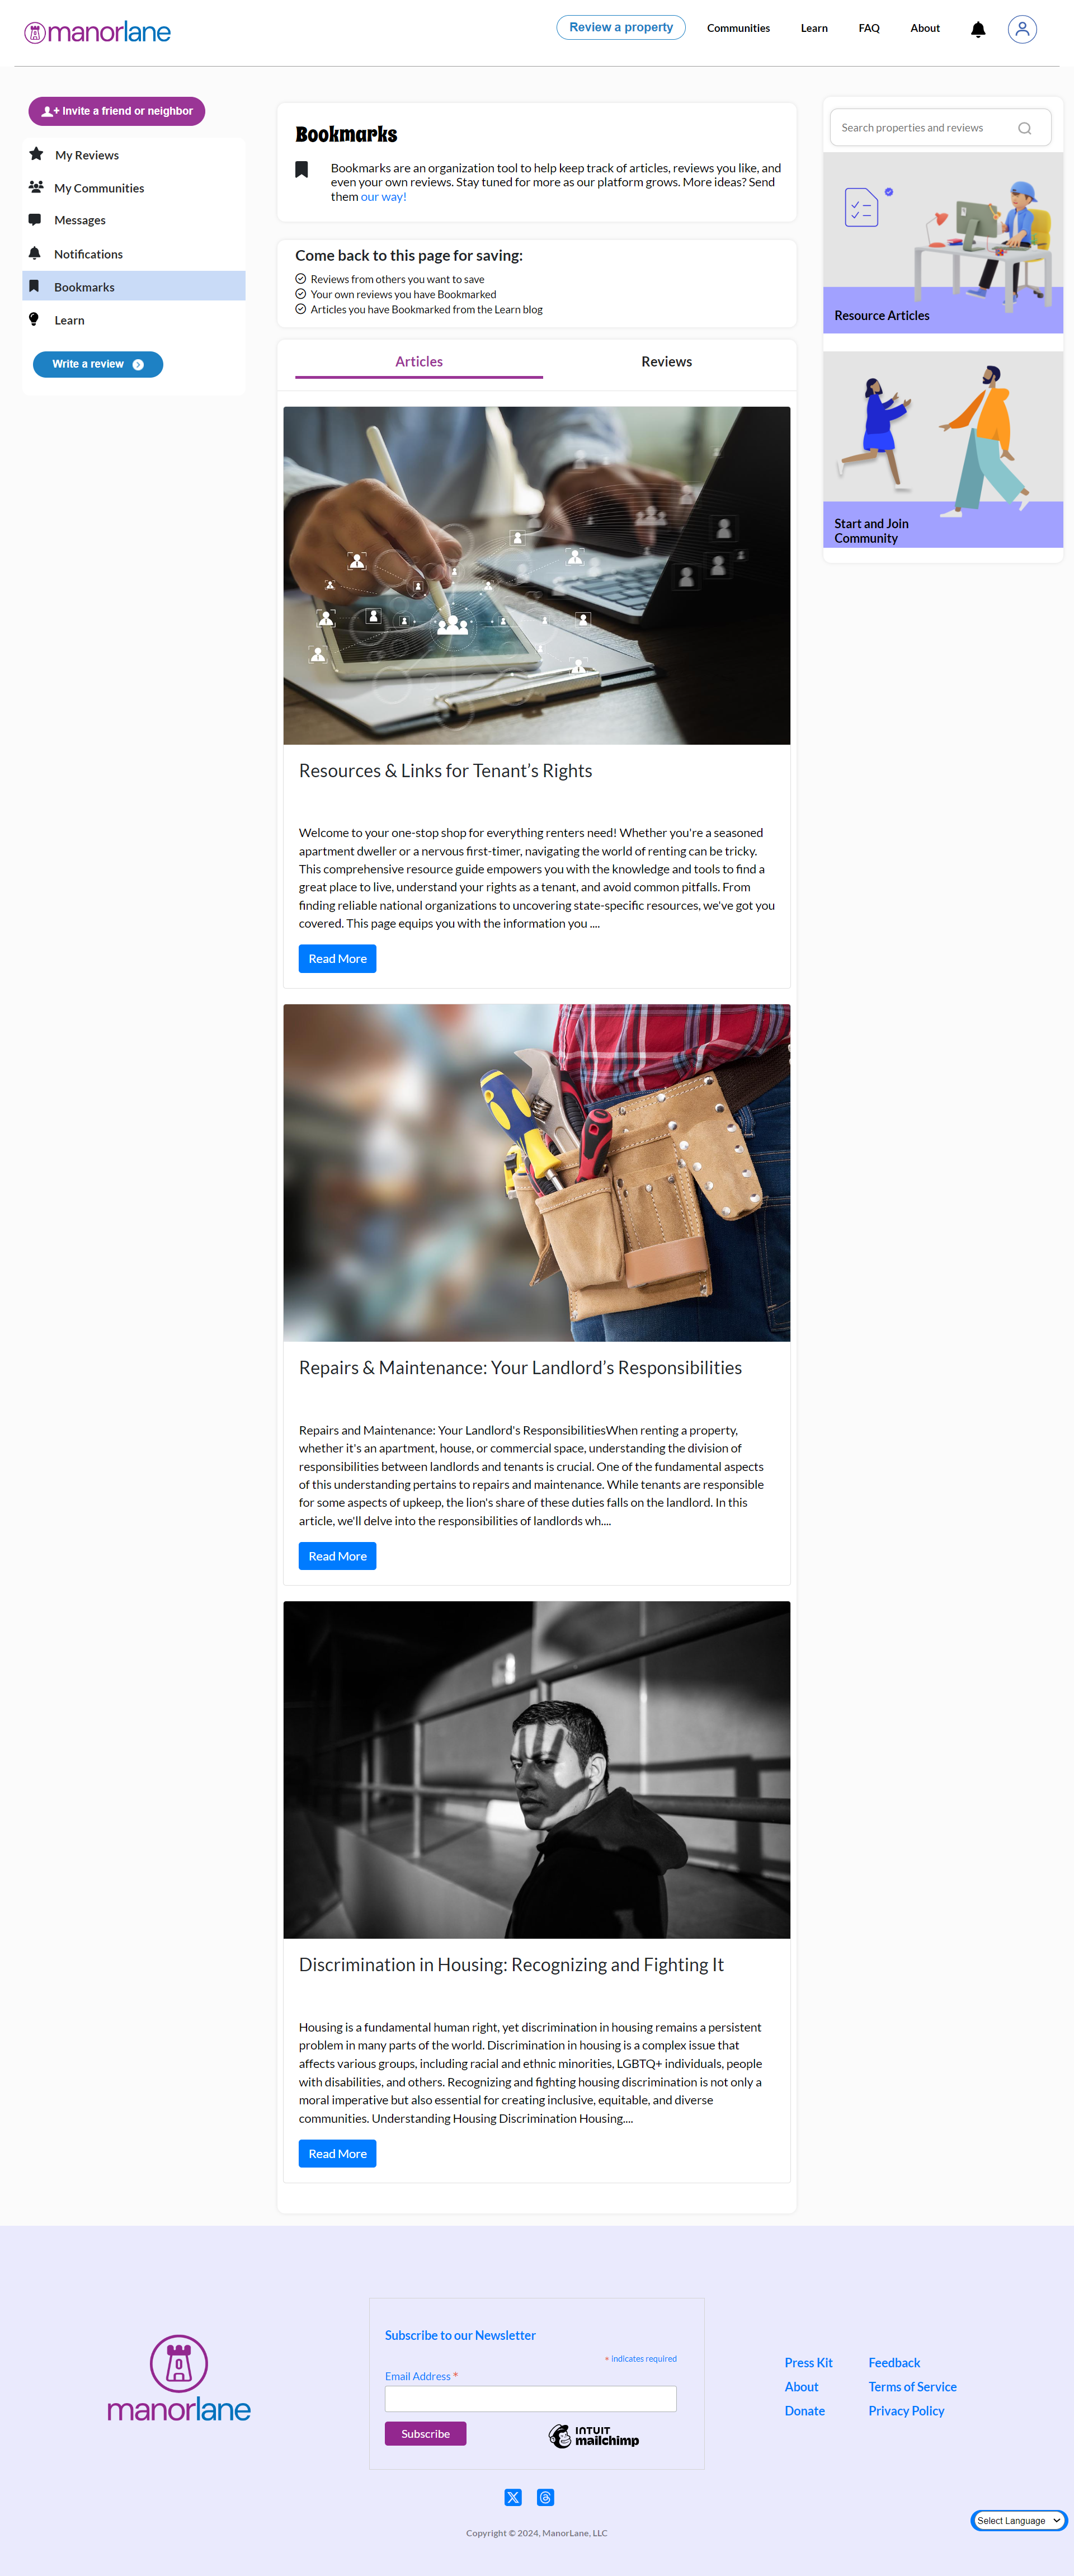 manorlane
Review a property
Communities
Learn
FAQ
About
Invite a friend or neighbor
My Reviews
My Communities
Messages
Notifications
Bookmarks
Learn
Write a review
Bookmarks
Bookmarks are an organization tool to help keep track of articles, reviews you like, and
even your own reviews. Stay tuned for more as our platform grows. More ideas? Send
them our way!
Come back to this page for saving:
Reviews from others you want to save
Your own reviews you have Bookmarked
Articles you have Bookmarked from the Learn blog
Articles
Reviews
Search properties and reviews
Resource Articles
Start and Join
Community
Resources & Links for Tenant’s Rights
Welcome to your one-stop shop for everything renters need! Whether you're a seasoned
apartment dweller or a nervous first-timer, navigating the world of renting can be tricky.
This comprehensive resource guide empowers you with the knowledge and tools to find a
great place to live, understand your rights as a tenant, and avoid common pitfalls. From
finding reliable national organizations to uncovering state-specific resources, we've got you
covered. This page equips you with the information you ....
Read More
Repairs & Maintenance: Your Landlord’s Responsibilities
Repairs and Maintenance: Your Landlord's ResponsibilitiesWhen renting a property,
whether it's an apartment, house, or commercial space, understanding the division of
responsibilities between landlords and tenants is crucial. One of the fundamental aspects
of this understanding pertains to repairs and maintenance. While tenants are responsible
for some aspects of upkeep, the lion's share of these duties falls on the landlord. In this
article, we'll delve into the responsibilities of landlords wh....
Read More
Discrimination in Housing: Recognizing and Fighting It
Housing is a fundamental human right, yet discrimination in housing remains a persistent
problem in many parts of the world. Discrimination in housing is a complex issue that
affects various groups, including racial and ethnic minorities, LGBTQ+ individuals, people
with disabilities, and others. Recognizing and fighting housing discrimination is not only a
moral imperative but also essential for creating inclusive, equitable, and diverse
communities. Understanding Housing Discrimination Housing....
Read More
manorlane
Subscribe to our Newsletter
* indicates required
Email Address *
Subscribe
INTUIT
mailchimp
Press Kit
Feedback
About
Terms of Service
Donate
Privacy Policy
Copyright © 2024, ManorLane, LLC
Select Language